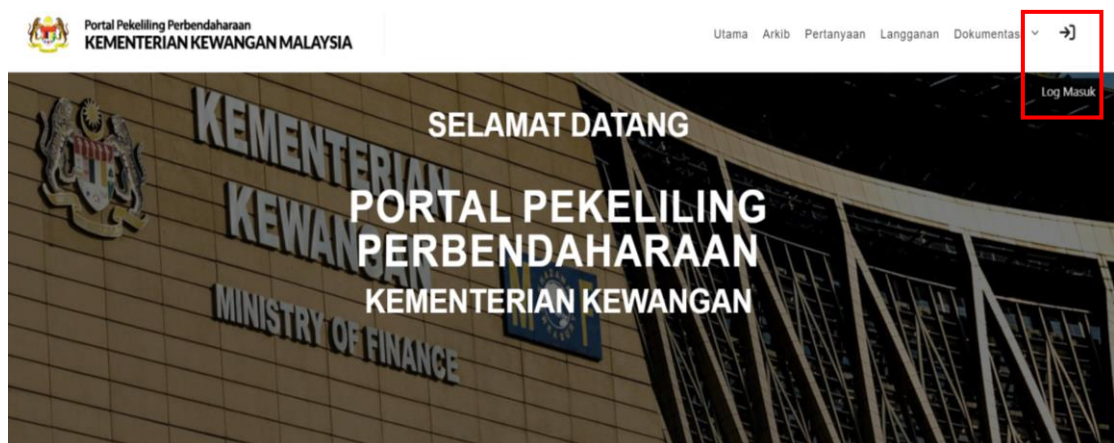 Portal Pekeliling Perbendaharaan
KEMENTERIAN KEWANGAN MALAYSIA
Utama Arkib Pertanyaan Langganan Dokumentas
Log Masuk
SELAMAT DATANG
PORTAL PEKELILING
PERBENDAHARAAN
KEMENTERIAN KEWANGAN
KEMENTERIAN
KEWANGAN
MINISTRY OF FINANCE